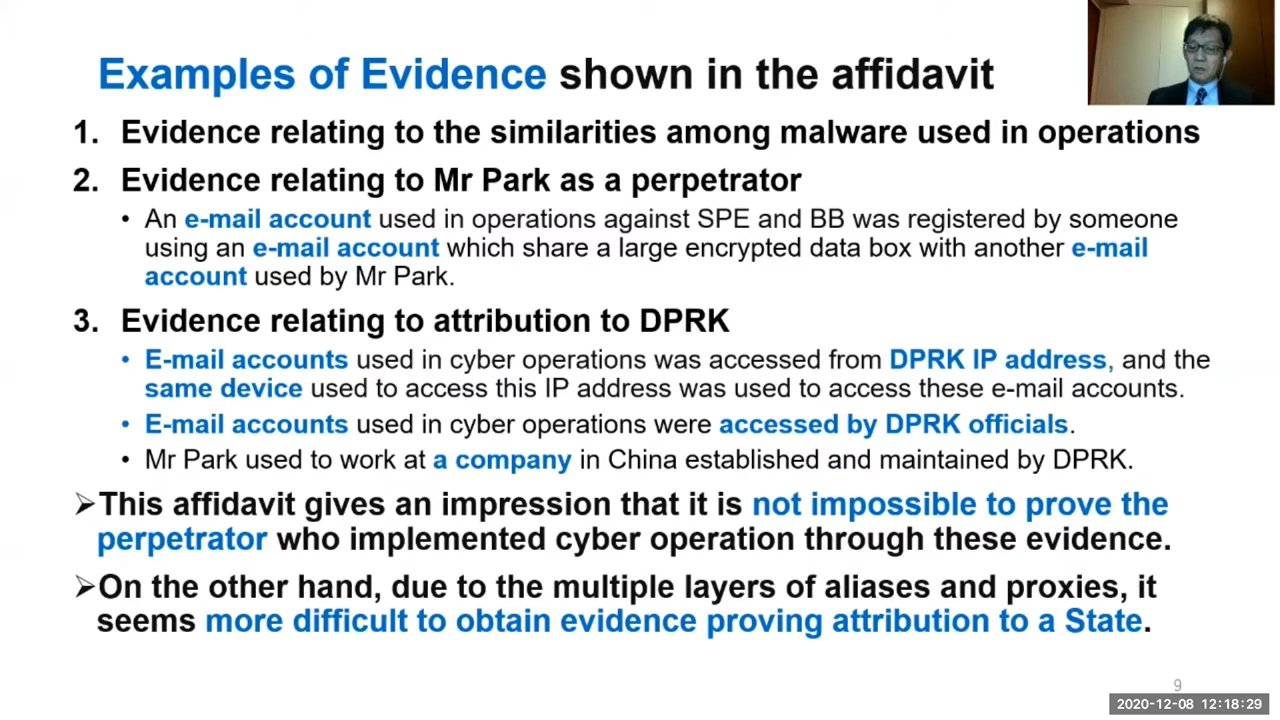 Examples of Evidence shown in the affidavit
1. Evidence relating to the similarities among malware used in operations
2. Evidence relating to Mr Park as a perpetrator
• An e-mail account used in operations against SPE and BB was registered by someone
using an e-mail account which share a large encrypted data box with another e-mail
account used by Mr Park.
3. Evidence relating to attribution to DPRK
• E-mail accounts used in cyber operations was accessed from DPRK IP address, and the
same device used to access this IP address was used to access these e-mail accounts.
• E-mail accounts used in cyber operations were accessed by DPRK officials.
• Mr Park used to work at a company in China established and maintained by DPRK.
➢This affidavit gives an impression that it is not impossible to prove the
perpetrator who implemented cyber operation through these evidence.
➢On the other hand, due to the multiple layers of aliases and proxies, it
seems more difficult to obtain evidence proving attribution to a State.
9
2020-12-08 12:18:29